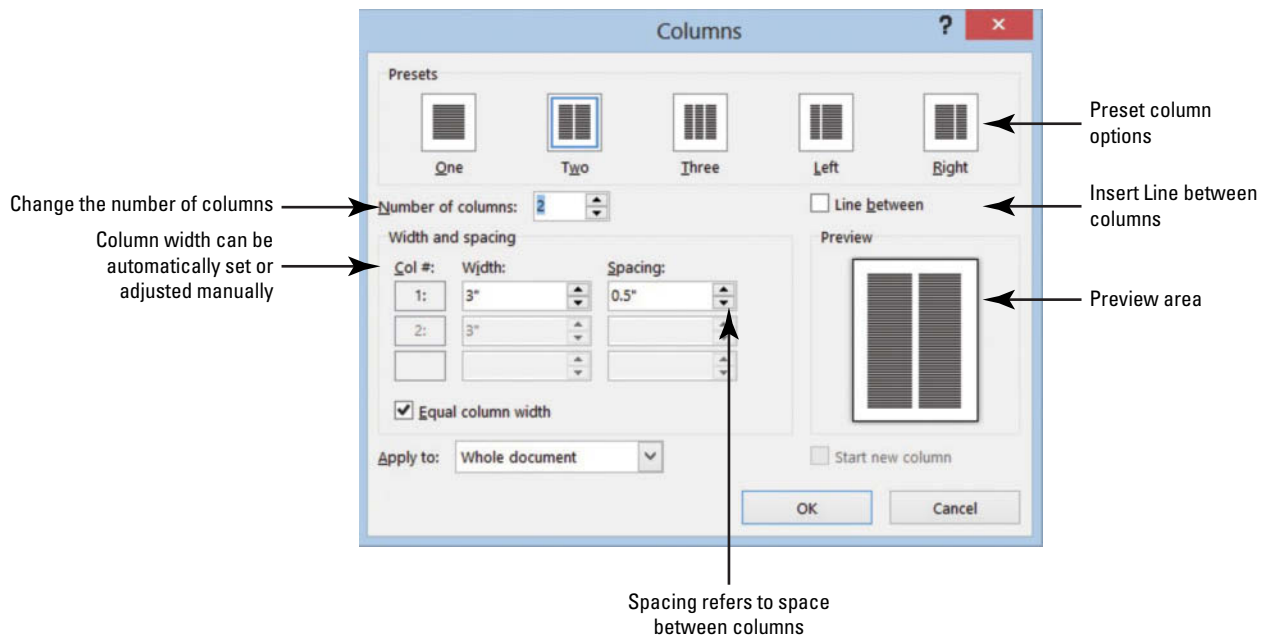 Columns
?
×
Presets
One
Two
Three
Left
Right
Preset column
options
Change the number of columns
Number of columns:
2
Line between
Insert Line between
columns
Column width can be
automatically set or
adjusted manually
Width and spacing
Col #:
Width:
Spacing:
1:
3"
0.5"
2:
3"
Equal column width
Preview
Preview area
Apply to:
Whole document
Start new column
OK
Cancel
Spacing refers to space
between columns